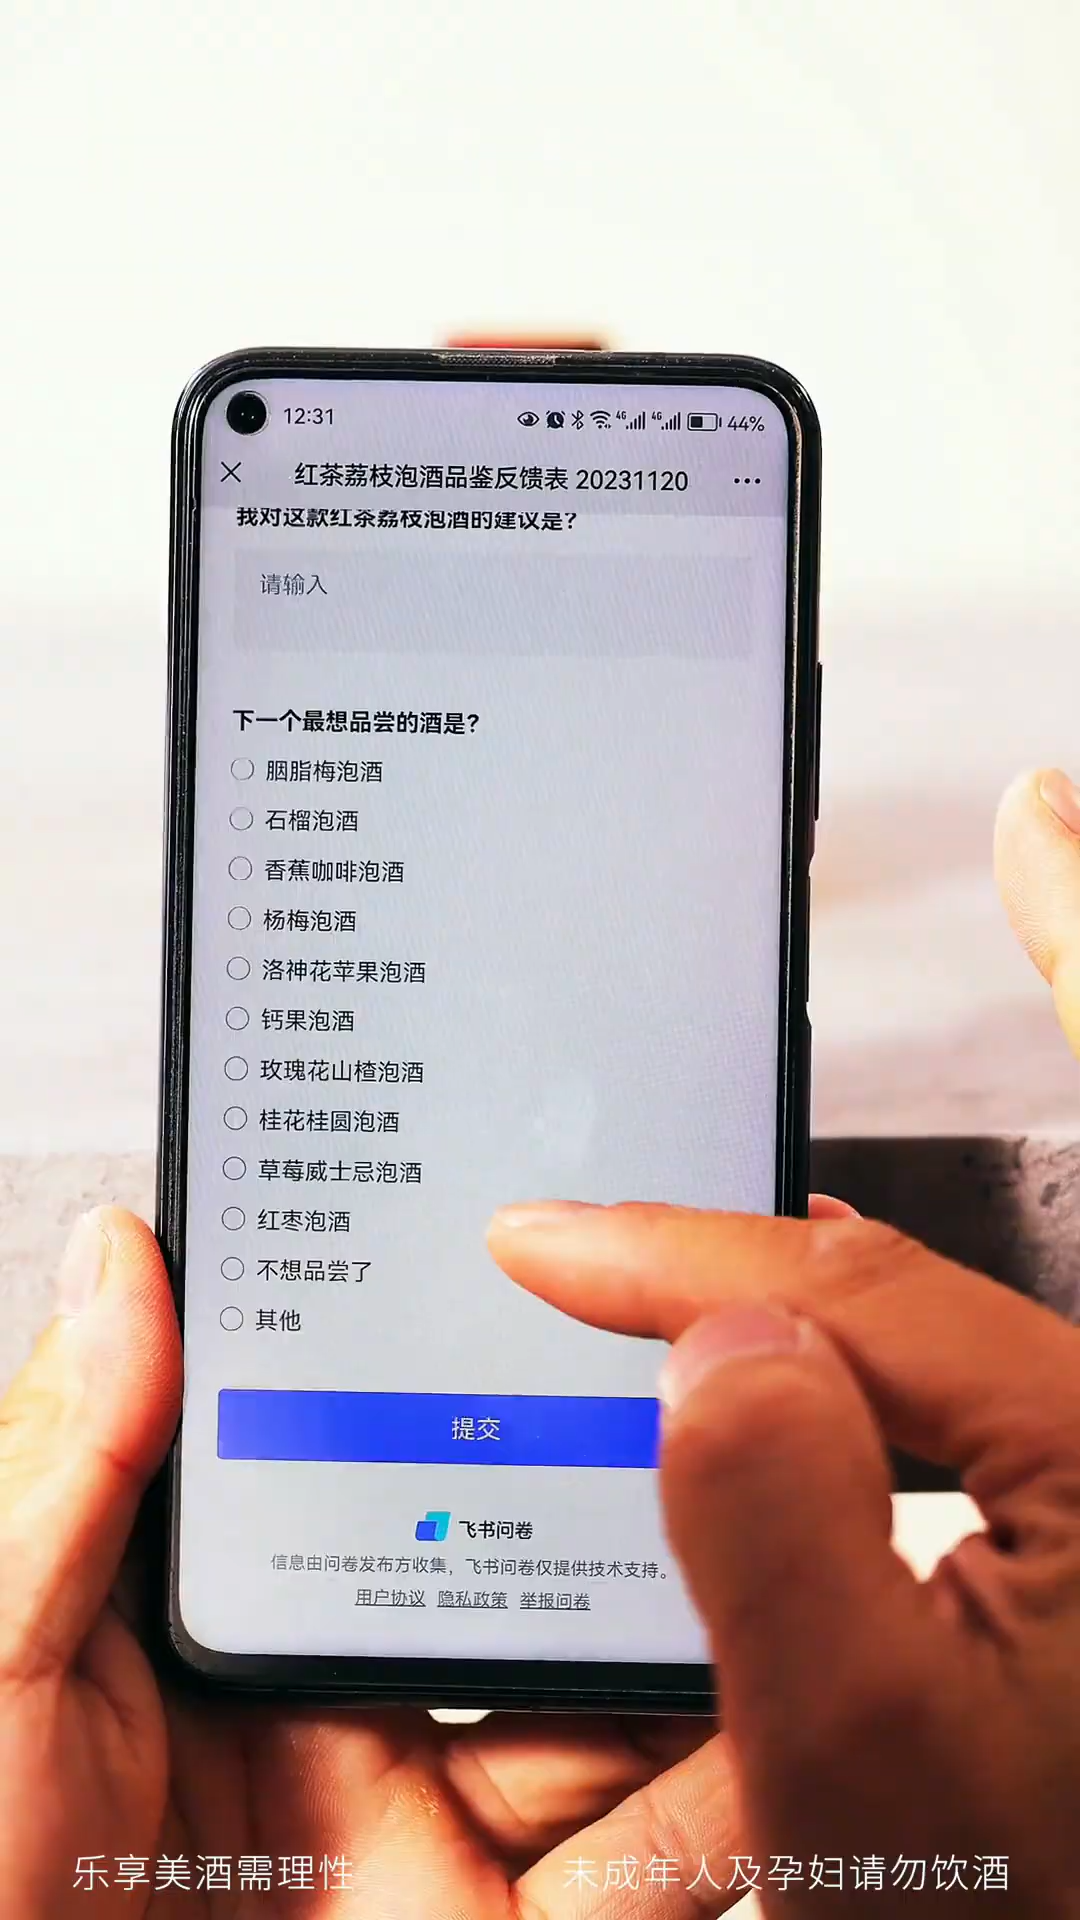 12:31
4G 4G 44%
红茶荔枝泡酒品鉴反馈表 20231120
我对这款红茶荔枝泡酒的建议是?
请输入
下一个最想品尝的酒是?
胭脂梅泡酒
石榴泡酒
香蕉咖啡泡酒
杨梅泡酒
洛神花苹果泡酒
钙果泡酒
玫瑰花山楂泡酒
桂花桂圆泡酒
草莓威士忌泡酒
红枣泡酒
不想品尝了
其他
提交
飞书问卷
信息由问卷发布方收集，飞书问卷仅提供技术支持。
用户协议 隐私政策 举报问卷
乐享美酒需理性 未成年人及孕妇请勿饮酒